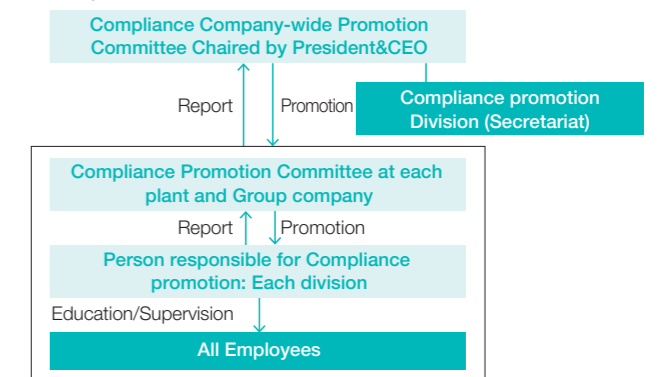 Compliance Company-wide Promotion
Committee Chaired by President&CEO
Report
Promotion
Compliance promotion
Division (Secretariat)
Compliance Promotion Committee at each
plant and Group company
Report
Promotion
Person responsible for Compliance
promotion: Each division
Education/Supervision
All Employees